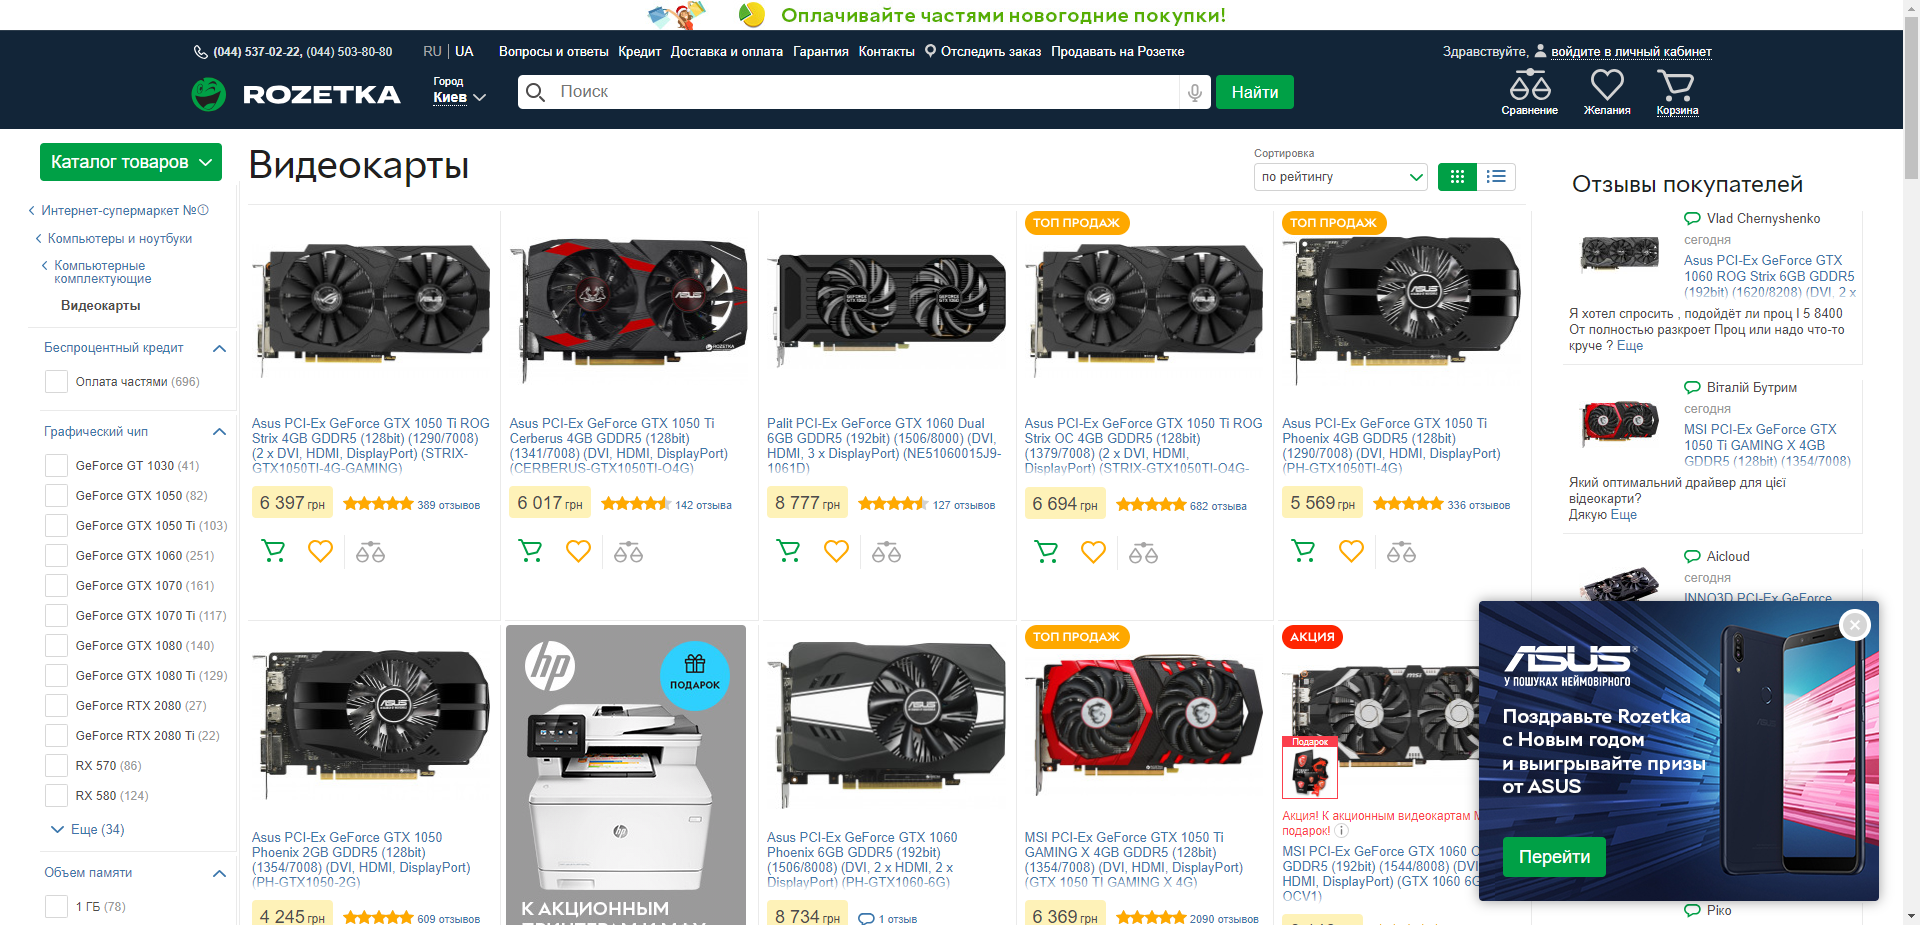 Оплачивайте частями новогодние покупки!
(044) 537-02-22, (044) 503-80-80
RU | UA
Вопросы и ответы Кредит Доставка и оплата Гарантия Контакты Отследить заказ Продавать на Розетке
Здравствуйте, войдите в личный кабинет
ROZETKA
Город
Киев
Поиск
Найти
Сравнение
Желания
Корзина
Каталог товаров
Видеокарты
Сортировка
по рейтингу
Интернет-супермаркет №①
Компьютеры и ноутбуки
Компьютерные
комплектующие
Видеокарты
Беспроцентный кредит
Оплата частями (696)
Графический чип
GeForce GT 1030 (41)
GeForce GTX 1050 (82)
GeForce GTX 1050 Ti (103)
GeForce GTX 1060 (251)
GeForce GTX 1070 (161)
GeForce GTX 1070 Ti (117)
GeForce GTX 1080 (140)
GeForce GTX 1080 Ti (129)
GeForce RTX 2080 (27)
GeForce RTX 2080 Ti (22)
RX 570 (86)
RX 580 (124)
Еще (34)
Объем памяти
1 ГБ (78)
Asus PCI-Ex GeForce GTX 1050 Ti ROG
Strix 4GB GDDR5 (128bit) (1290/7008)
(2 x DVI, HDMI, DisplayPort) (STRIX-
GTX1050TI-4G-GAMING)
6 397 грн
389 отзывов
Asus PCI-Ex GeForce GTX 1050 Ti
Cerberus 4GB GDDR5 (128bit)
(1341/7008) (DVI, HDMI, DisplayPort)
(CERBERUS-GTX1050TI-O4G)
6 017 грн
142 отзыва
Palit PCI-Ex GeForce GTX 1060 Dual
6GB GDDR5 (192bit) (1506/8000) (DVI,
HDMI, 3 x DisplayPort) (NE51060015J9-
1061D)
8 777 грн
127 отзывов
ТОП ПРОДАЖ
Asus PCI-Ex GeForce GTX 1050 Ti ROG
Strix OC 4GB GDDR5 (128bit)
(1379/7008) (2 x DVI, HDMI,
DisplayPort) (STRIX-GTX1050TI-O4G-
6 694 грн
682 отзыва
ТОП ПРОДАЖ
Asus PCI-Ex GeForce GTX 1050 Ti
Phoenix 4GB GDDR5 (128bit)
(1290/7008) (DVI, HDMI, DisplayPort)
(PH-GTX1050TI-4G)
5 569 грн
336 отзывов
Asus PCI-Ex GeForce GTX 1050
Phoenix 2GB GDDR5 (128bit)
(1354/7008) (DVI, HDMI, DisplayPort)
(PH-GTX1050-2G)
4 245 грн
609 отзывов
hp
ПОДАРОК
К АКЦИОННЫМ
Asus PCI-Ex GeForce GTX 1060
Phoenix 6GB GDDR5 (192bit)
(1506/8008) (DVI, 2 x HDMI, 2 x
DisplayPort) (PH-GTX1060-6G)
8 734 грн
1 отзыв
ТОП ПРОДАЖ
MSI PCI-Ex GeForce GTX 1050 Ti
GAMING X 4GB GDDR5 (128bit)
(1354/7008) (DVI, HDMI, DisplayPort)
(GTX 1050 TI GAMING X 4G)
6 369 грн
2090 отзывов
АКЦИЯ
Подарок
Акция! К акционным видеокартам
подарок!
MSI PCI-Ex GeForce GTX 1060
GDDR5 (192bit) (1544/8008) (DVI,
HDMI, DisplayPort) (GTX 1060
OCV1)
Отзывы покупателей
Vlad Chernyshenko
сегодня
Asus PCI-Ex GeForce GTX
1060 ROG Strix 6GB GDDR5
(192bit) (1620/8208) (DVI, 2 x
Я хотел спросить , подойдёт ли проц I 5 8400
От полностью разкроет Проц или надо что-то
круче ? Еще
Віталій Бутрим
сегодня
MSI PCI-Ex GeForce GTX
1050 Ti GAMING X 4GB
GDDR5 (128bit) (1354/7008)
Який оптимальний драйвер для цієї
відеокарти?
Дякую Еще
Aicloud
сегодня
INNO3D PCI-Ex GeForce
ASUS
У ПОШУКАХ НЕЙМОВІРНОГО
Поздравьте Rozetka
с Новым годом
и выигрывайте призы
от ASUS
Перейти
Ріко